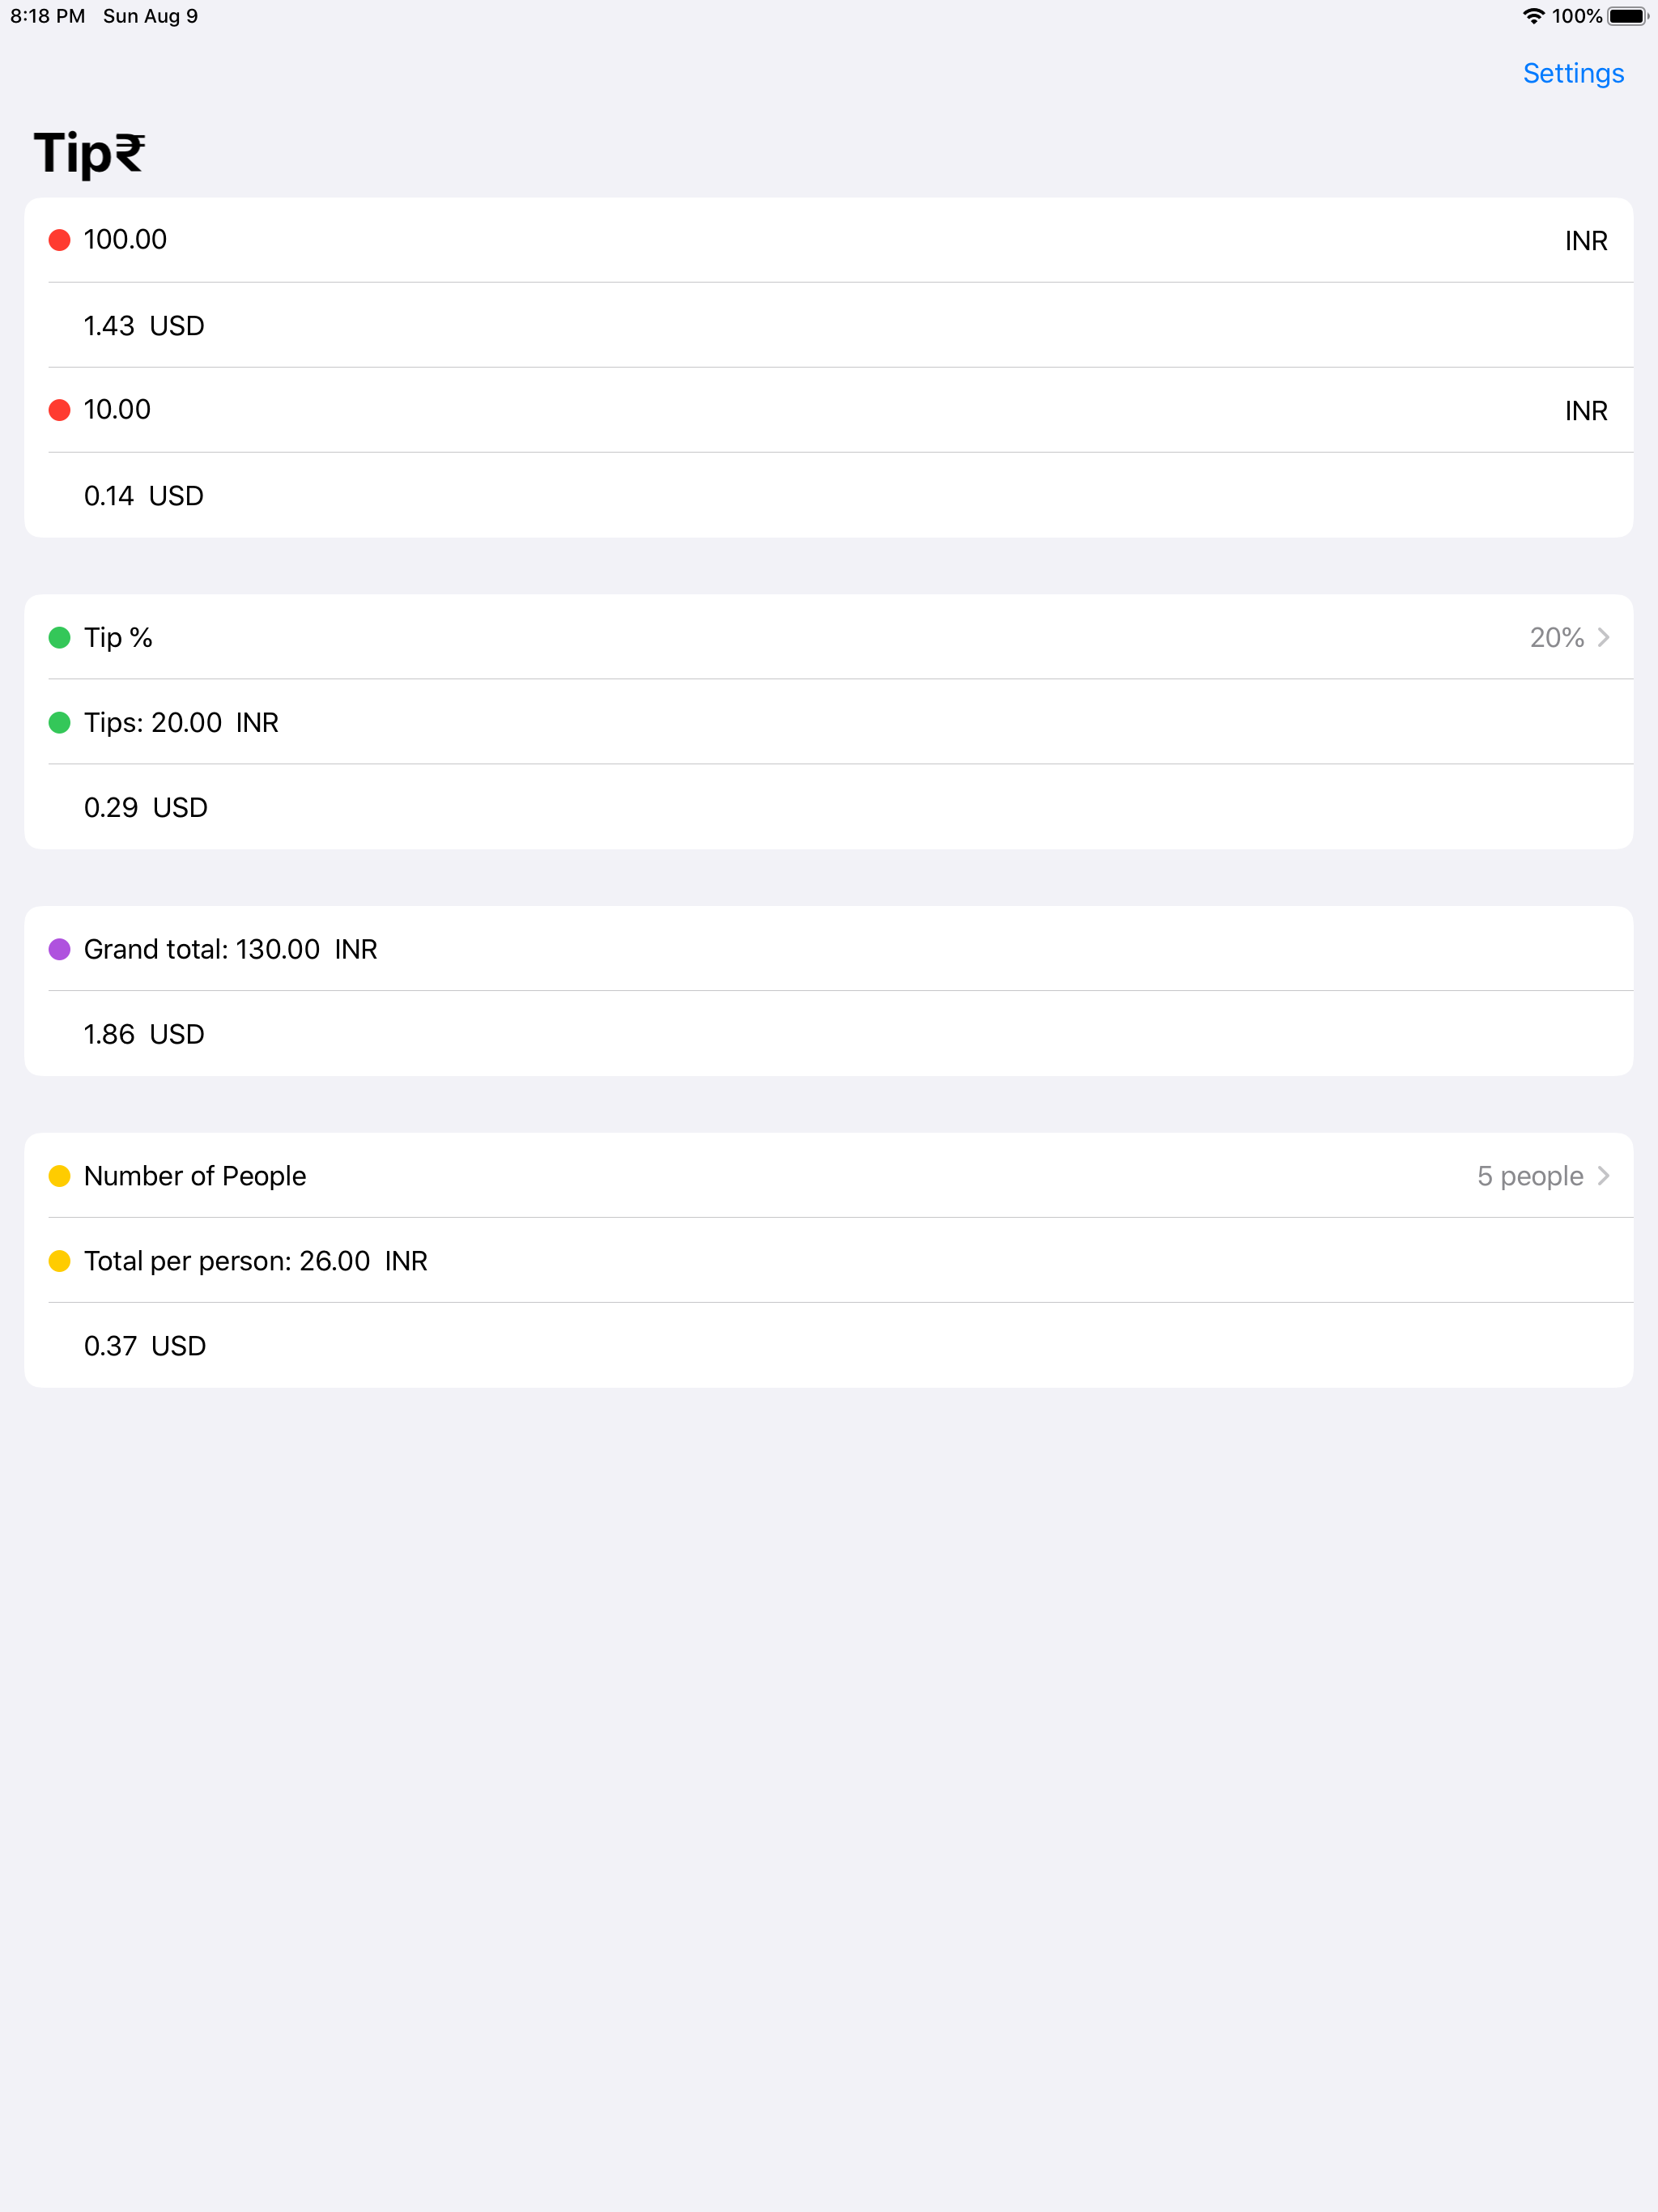 8:18 PM Sun Aug 9 100%
Settings
Tip₹
100.00 INR
1.43 USD
10.00 INR
0.14 USD
Tip % 20%
Tips: 20.00 INR
0.29 USD
Grand total: 130.00 INR
1.86 USD
Number of People 5 people
Total per person: 26.00 INR
0.37 USD